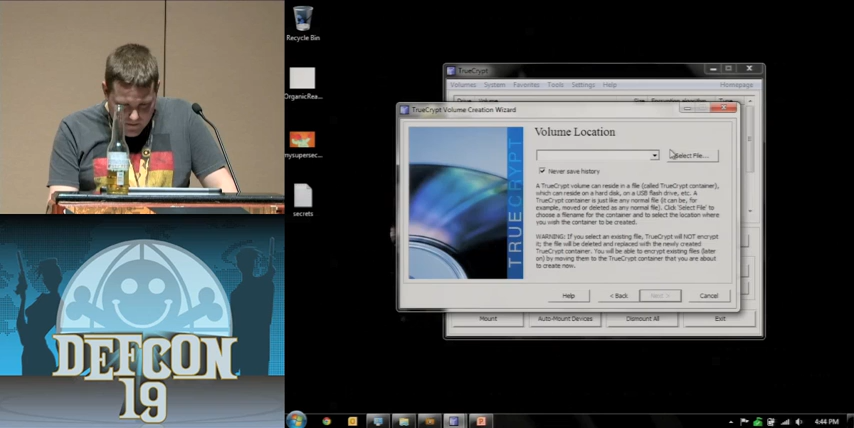 Recycle Bin
OrganicRea...
mysupersec...
secrets
TrueCrypt
Volumes System Favorites Tools Settings Help Homepage
Drive Volume Size Encryption algorithm Type
TrueCrypt Volume Creation Wizard
Volume Location
Select File...
Never save history
A TrueCrypt volume can reside in a file (called TrueCrypt container),
which can reside on a hard disk, on a USB flash drive, etc. A
TrueCrypt container is just like any normal file (it can be, for
example, moved or deleted as any normal file). Click 'Select File' to
choose a filename for the container and to select the location where
you wish the container to be created.
WARNING: If you select an existing file, TrueCrypt will NOT encrypt
it; the file will be deleted and replaced with the newly created
TrueCrypt container. You will be able to encrypt existing files (later
on) by moving them to the TrueCrypt container that you are about
to create now.
TRUECRYPT
Help < Back Next > Cancel
Mount Auto-Mount Devices Dismount All Exit
4:44 PM
DEFCON
19